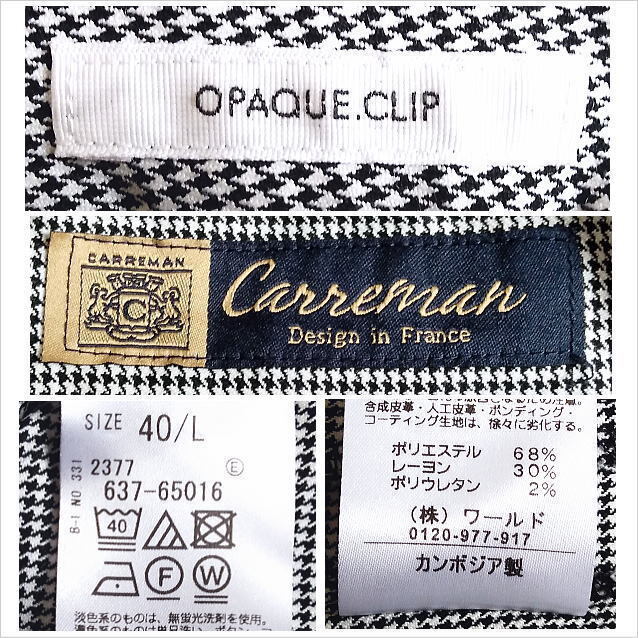 OPAQUE.CLIP
CARREMAN
C
Carreman
Design in France
SIZE 40/L
B-1 NO 331
2377 E
637-65016
40
F W
淡色系のものは、無蛍光洗剤を使用。
合成皮革・人工皮革・ボンディング・
コーティング生地は、徐々に劣化する。
ポリエステル 68%
レーヨン 30%
ポリウレタン 2%
(株) ワールド
0120-977-917
カンボジア製